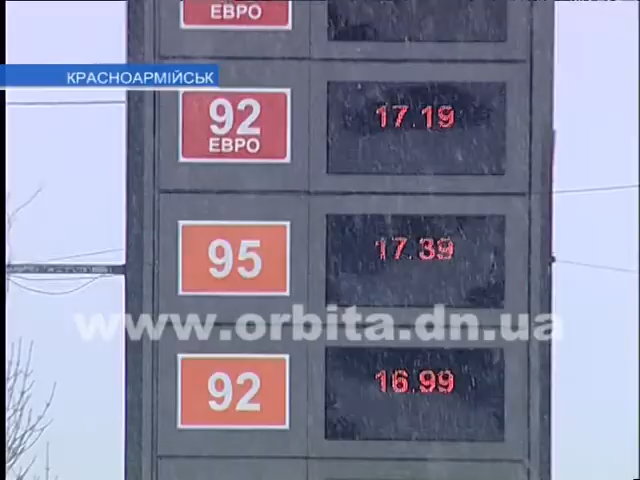 ЕВРО
КРАСНОАРМІЙСЬК
92
ЕВРО
17.19
95
17.39
www.orbita.dn.ua
92
16.99